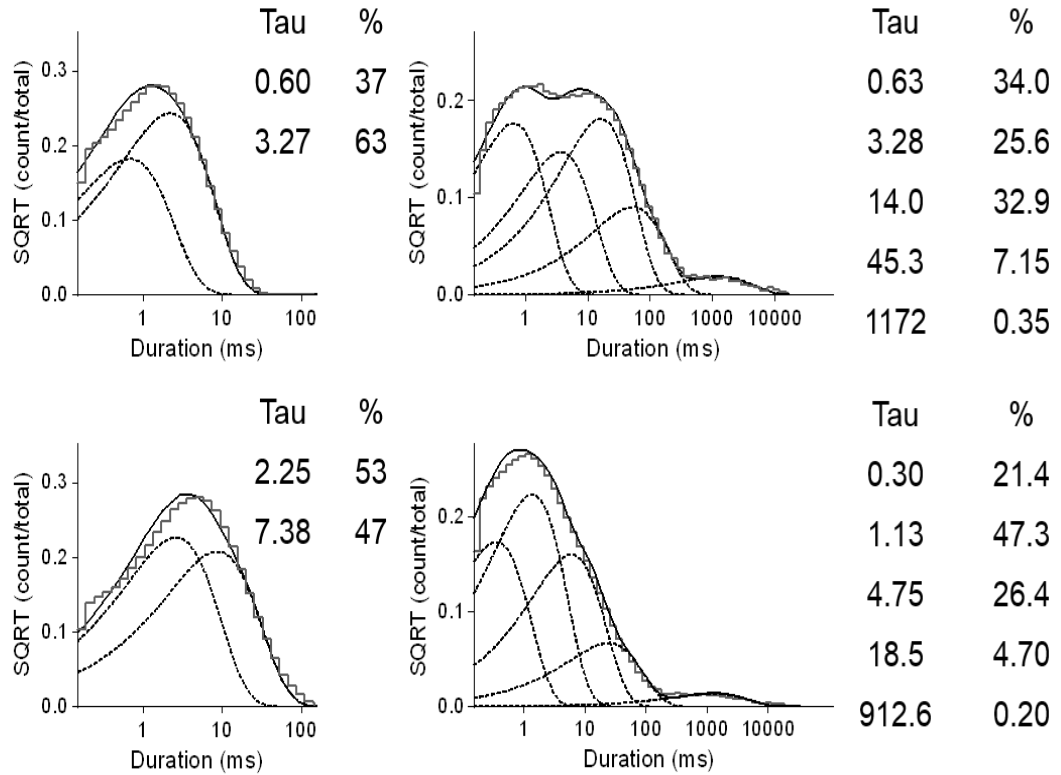 Tau %
0.60 37
3.27 63
SQRT (count/total)
0.3
0.2
0.1
0.0
1 10 100
Duration (ms)
Tau %
0.63 34.0
3.28 25.6
14.0 32.9
45.3 7.15
1172 0.35
SQRT (count/total)
0.2
0.1
0.0
1 10 100 1000 10000
Duration (ms)
Tau %
2.25 53
7.38 47
SQRT (count/total)
0.3
0.2
0.1
0.0
1 10 100
Duration (ms)
Tau %
0.30 21.4
1.13 47.3
4.75 26.4
18.5 4.70
912.6 0.20
SQRT (count/total)
0.2
0.1
0.0
1 10 100 1000 10000
Duration (ms)